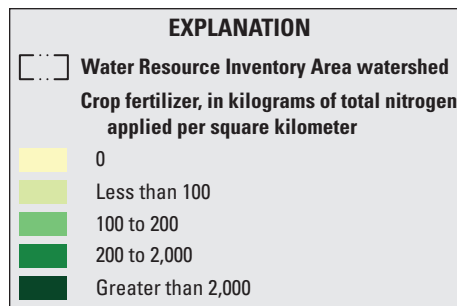 EXPLANATION
Water Resource Inventory Area watershed
Crop fertilizer, in kilograms of total nitrogen
applied per square kilometer
0
Less than 100
100 to 200
200 to 2,000
Greater than 2,000